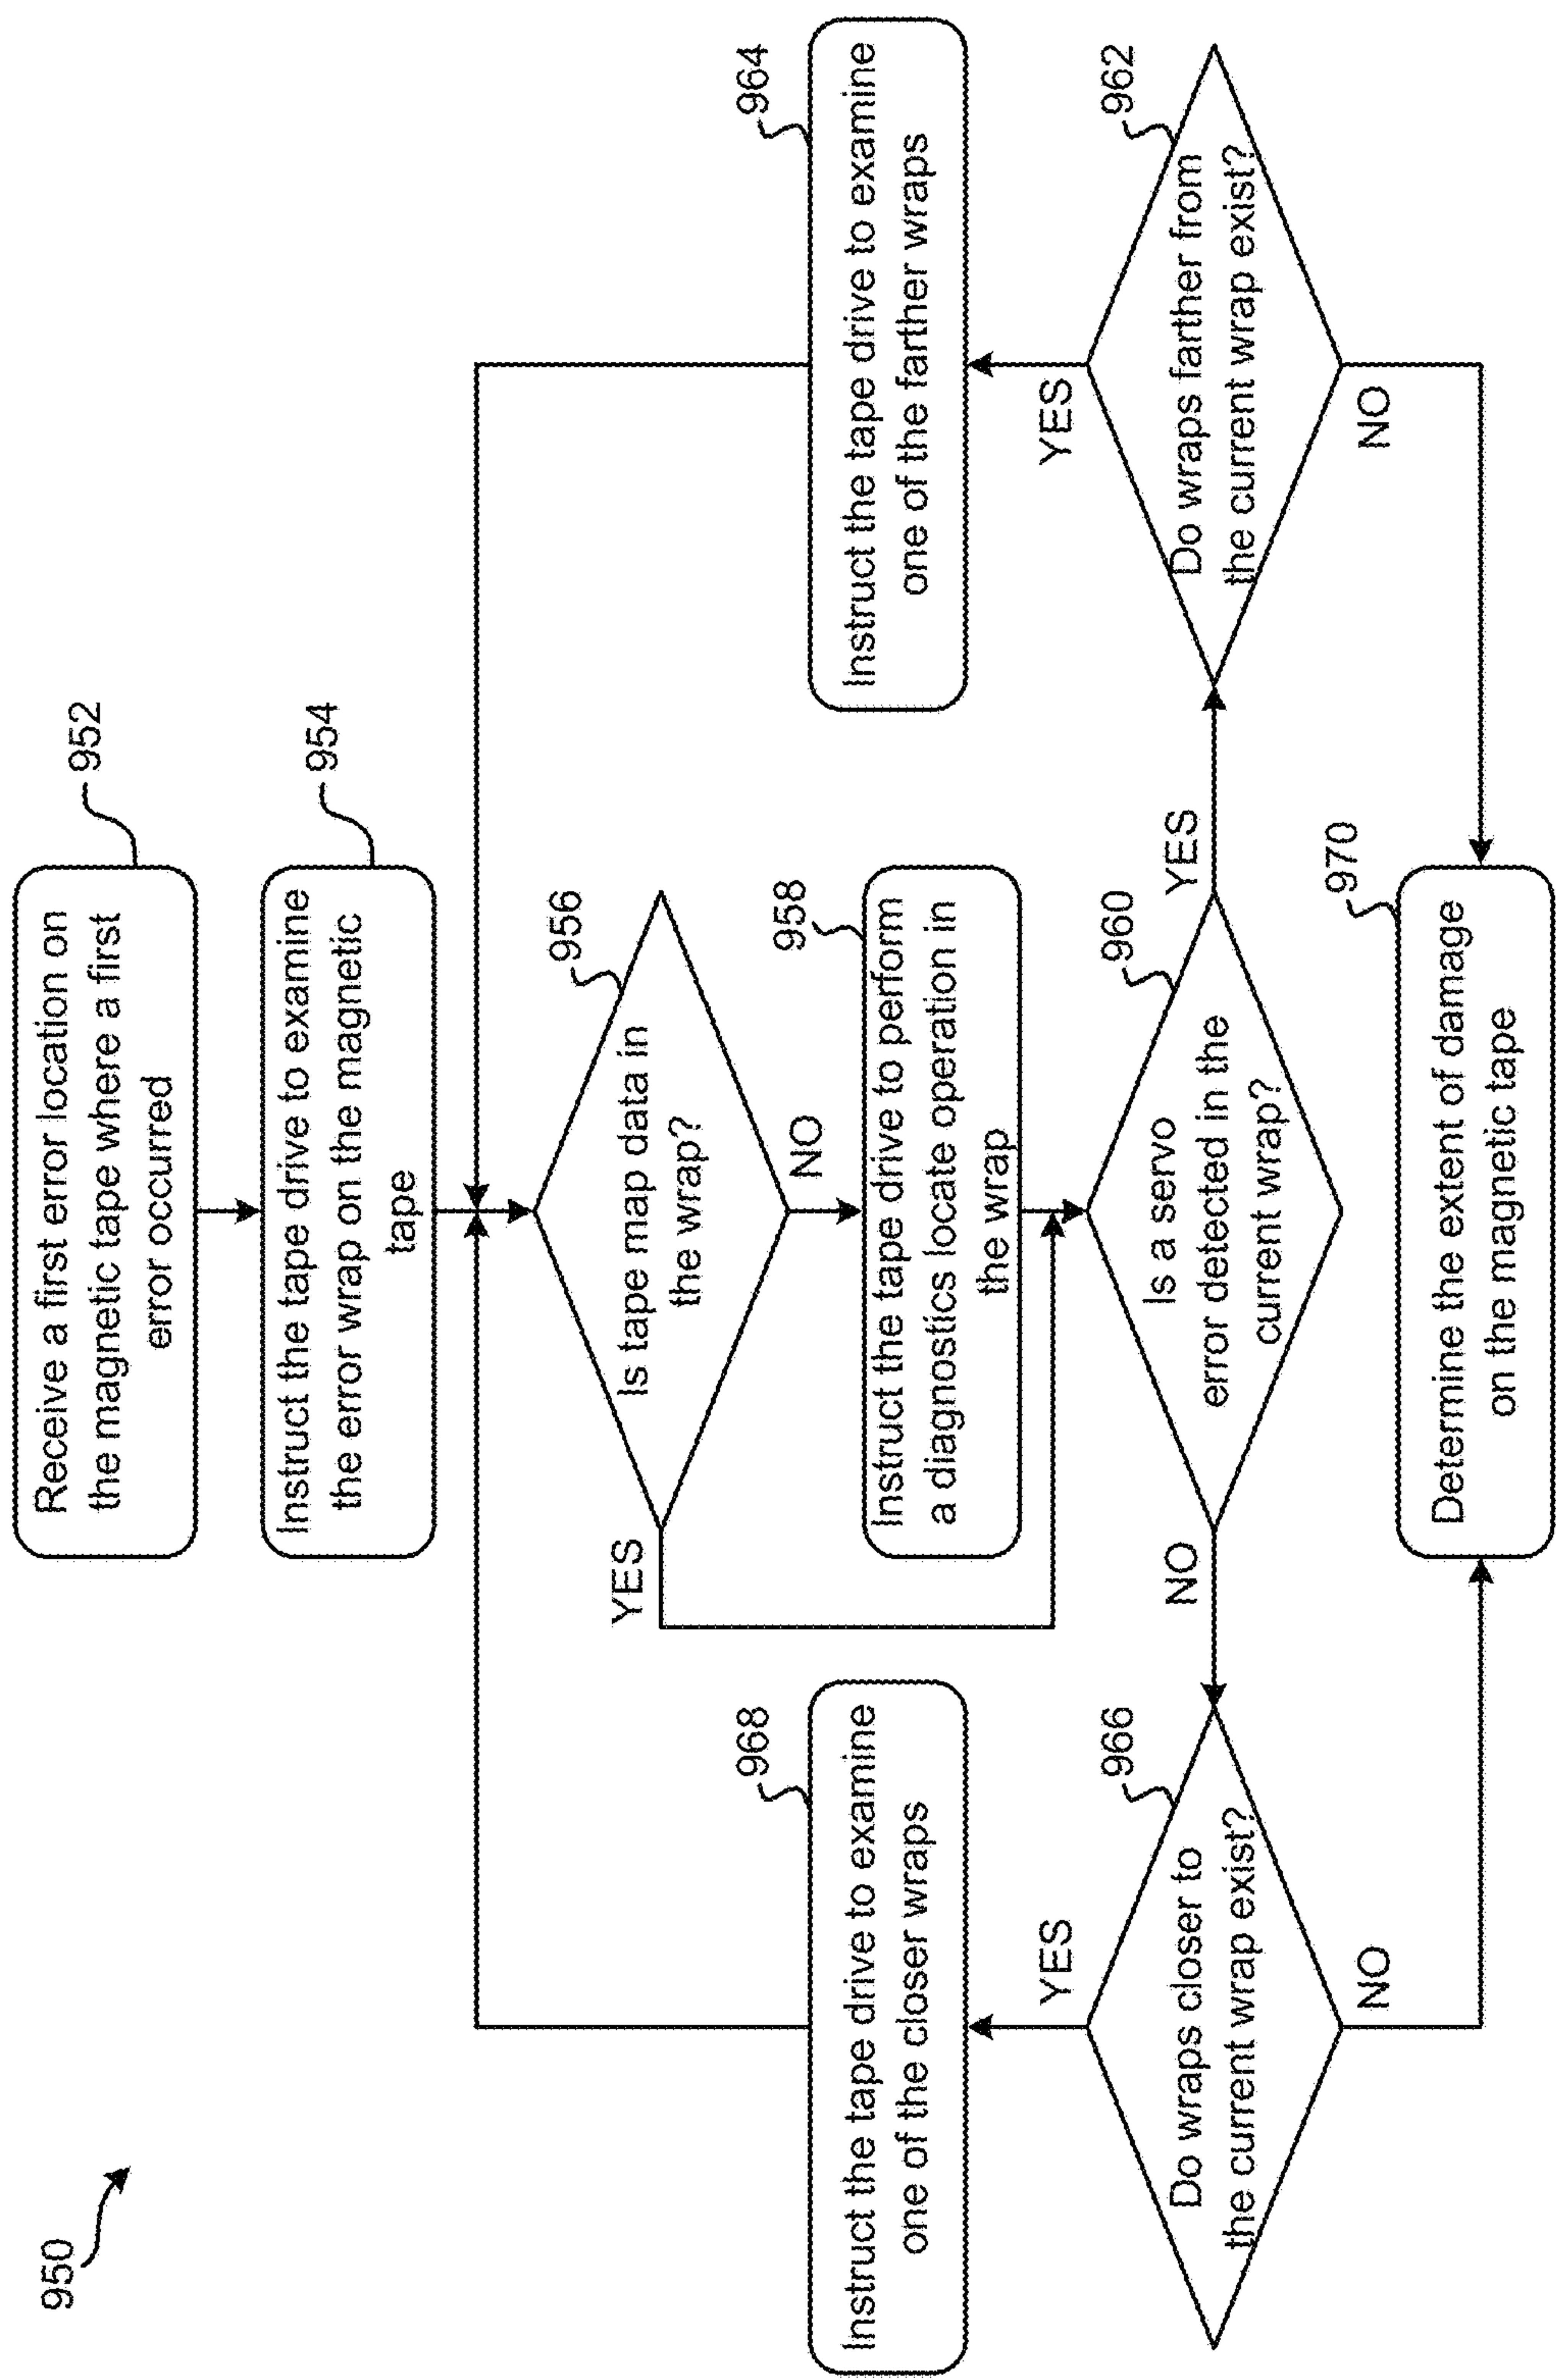 950
952
Receive a first error location on
the magnetic tape where a first
error occurred
954
Instruct the tape drive to examine
the error wrap on the magnetic
tape
956
Is tape map data in
the wrap?
YES
NO
958
Instruct the tape drive to perform
a diagnostics locate operation in
the wrap
968
Instruct the tape drive to examine
one of the closer wraps
964
Instruct the tape drive to examine
one of the farther wraps
YES
YES
966
Do wraps closer to
the current wrap exist?
NO
960
Is a servo
error detected in the
current wrap?
YES
962
Do wraps farther from
the current wrap exist?
NO
NO
970
Determine the extent of damage
on the magnetic tape